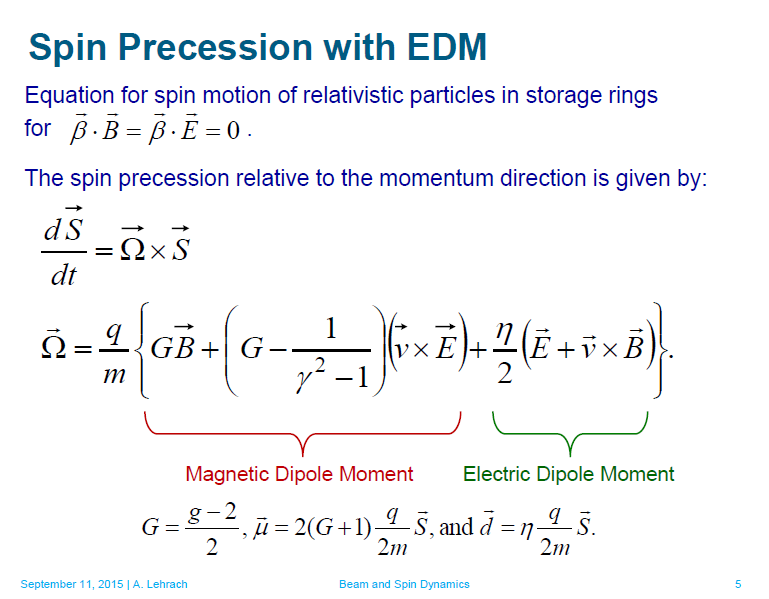 Spin Precession with EDM
Equation for spin motion of relativistic particles in storage rings
for $\vec{\beta} \cdot \vec{B} = \vec{\beta} \cdot \vec{E} = 0$ .
The spin precession relative to the momentum direction is given by:
$\frac{d\vec{S}}{dt} = \vec{\Omega} \times \vec{S}$
$\vec{\Omega} = \frac{q}{m} \left\{ G\vec{B} + \left( G - \frac{1}{\gamma^2 - 1} \right) \left( \vec{v} \times \vec{E} \right) + \frac{\eta}{2} \left( \vec{E} + \vec{v} \times \vec{B} \right) \right\}.$
Magnetic Dipole Moment Electric Dipole Moment
$G = \frac{g-2}{2}, \vec{\mu} = 2(G+1)\frac{q}{2m}\vec{S}, \text{and } \vec{d} = \eta\frac{q}{2m}\vec{S}.$
September 11, 2015 | A. Lehrach Beam and Spin Dynamics 5